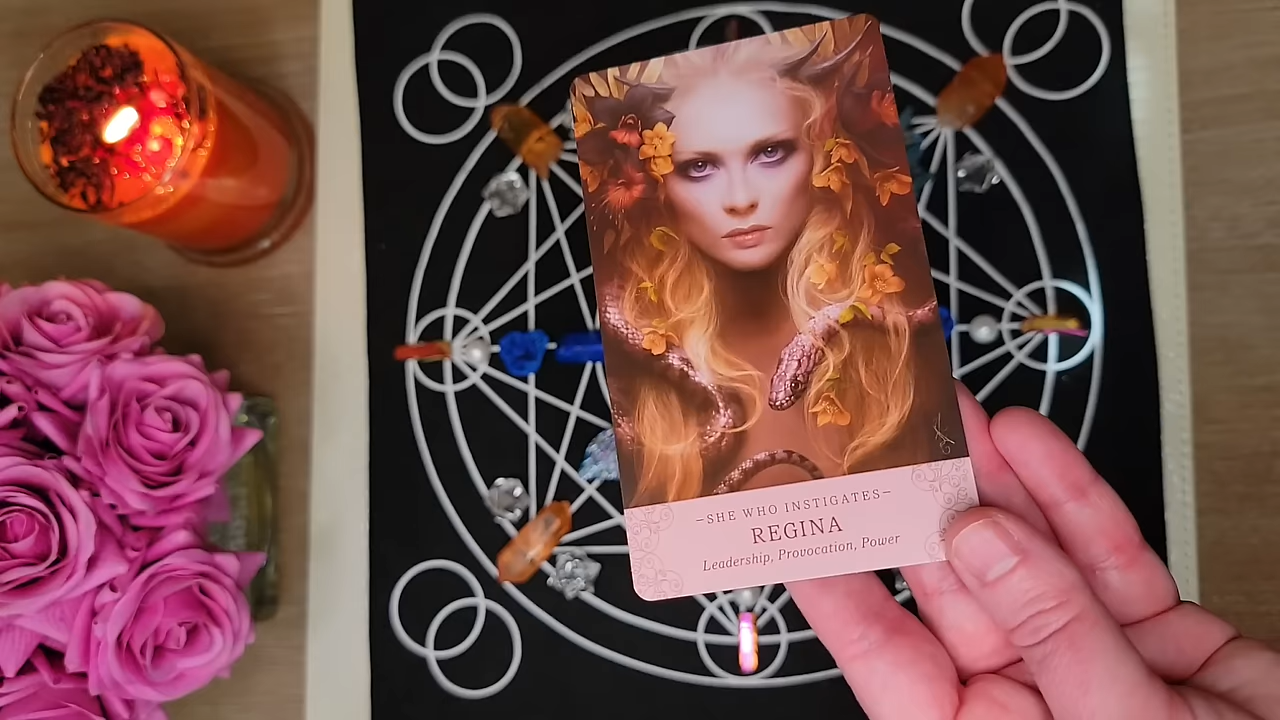 —SHE WHO INSTIGATES—
REGINA
Leadership, Provocation, Power